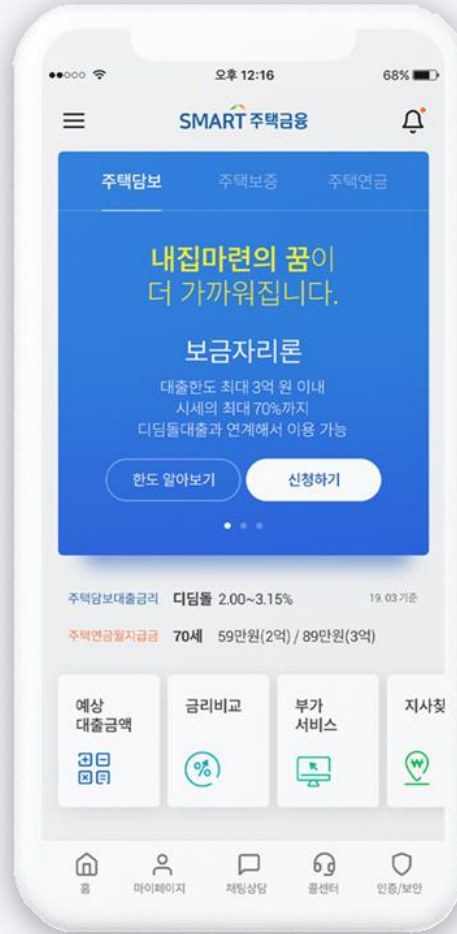 오후 12:16
68%
SMART 주택금융
주택담보 주택보증 주택연금
내집마련의 꿈이
더 가까워집니다.
보금자리론
대출한도 최대 3억 원 이내
시세의 최대 70%까지
디딤돌대출과 연계해서 이용 가능
한도 알아보기 신청하기
주택담보대출금리 디딤돌 2.00~3.15% 19. 03 기준
주택연금월지급금 70세 59만원(2억) / 89만원(3억)
예상 금리비교 부가 지사찾
대출금액 서비스
홈 마이페이지 채팅상담 콜센터 인증/보안